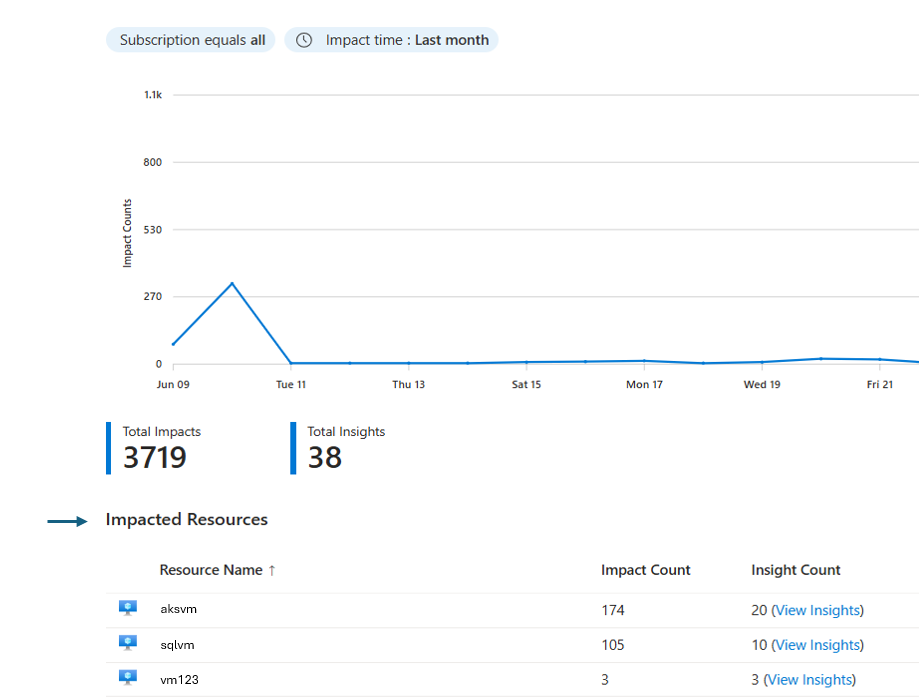 Subscription equals all Impact time : Last month
1.1k
800
530
270
0
Impact Counts
Jun 09 Tue 11 Thu 13 Sat 15 Mon 17 Wed 19 Fri 21
Total Impacts Total Insights
3719 38
Impacted Resources
Resource Name ↑ Impact Count Insight Count
aksvm 174 20 (View Insights)
sqlvm 105 10 (View Insights)
vm123 3 3 (View Insights)